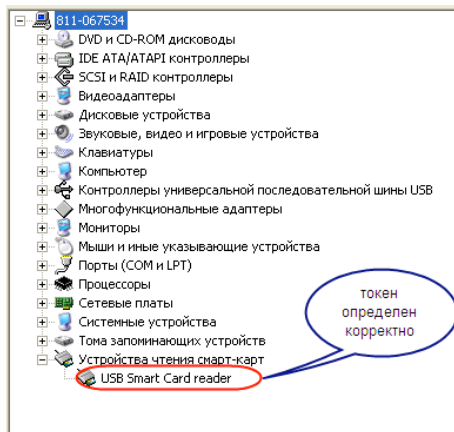 811-067534
DVD и CD-ROM дисководы
IDE ATA/ATAPI контроллеры
SCSI и RAID контроллеры
Видеоадаптеры
Дисковые устройства
Звуковые, видео и игровые устройства
Клавиатуры
Компьютер
Контроллеры универсальной последовательной шины USB
Многофункциональные адаптеры
Мониторы
Мыши и иные указывающие устройства
Порты (COM и LPT)
Процессоры
Сетевые платы
Системные устройства
Тома запоминающих устройств
Устройства чтения смарт-карт
USB Smart Card reader
токен
определен
корректно